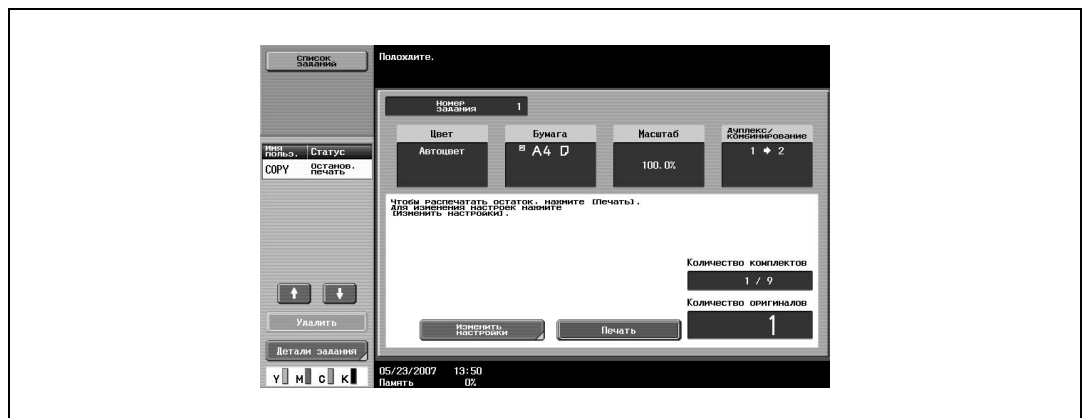 Список
заданий
Подождите.
Номер
задания
1
Цвет
Бумага
Масштаб
Дуплекс/
Комбинирование
Автоцвет
A4
100.0%
1 → 2
Имя
польз.
Статус
COPY
Останов.
печать
Чтобы распечатать остаток, нажмите [Печать].
Для изменения настроек нажмите
[Изменить настройки].
Количество комплектов
1 / 9
Количество оригиналов
1
Изменить
настройки
Печать
Удалить
Детали задания
Y M C K
05/23/2007 13:50
Память 0%